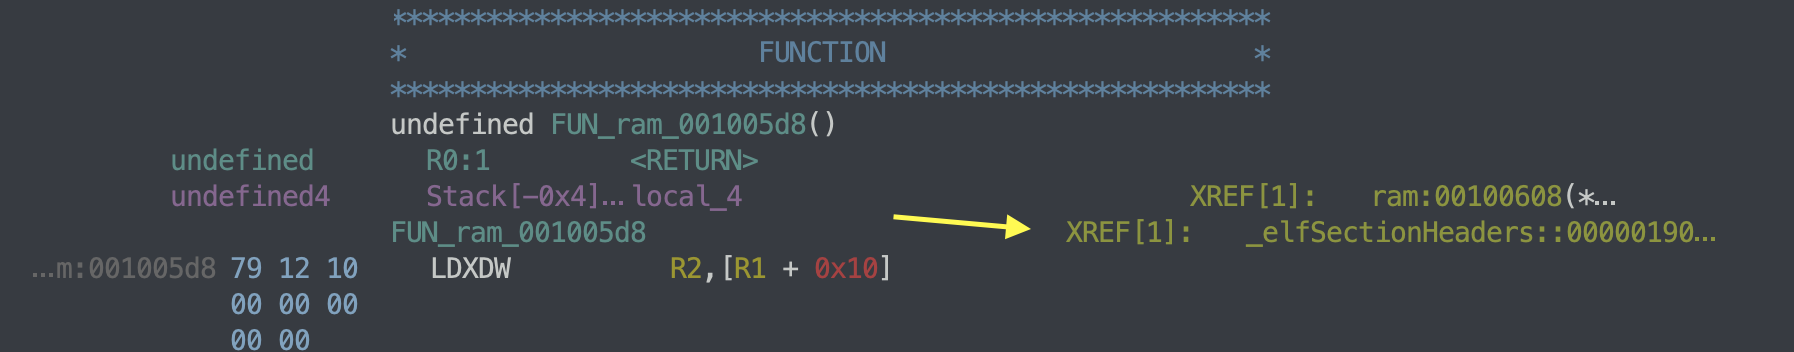 *******************************************************
* FUNCTION *
*******************************************************
undefined FUN_ram_001005d8()
undefined R0:1 <RETURN>
undefined4 Stack[-0x4]... local_4 XREF[1]: ram:00100608(*...
FUN_ram_001005d8 XREF[1]: _elfSectionHeaders::00000190...
...m:001005d8 79 12 10 LDXDW R2,[R1 + 0x10]
00 00 00
00 00